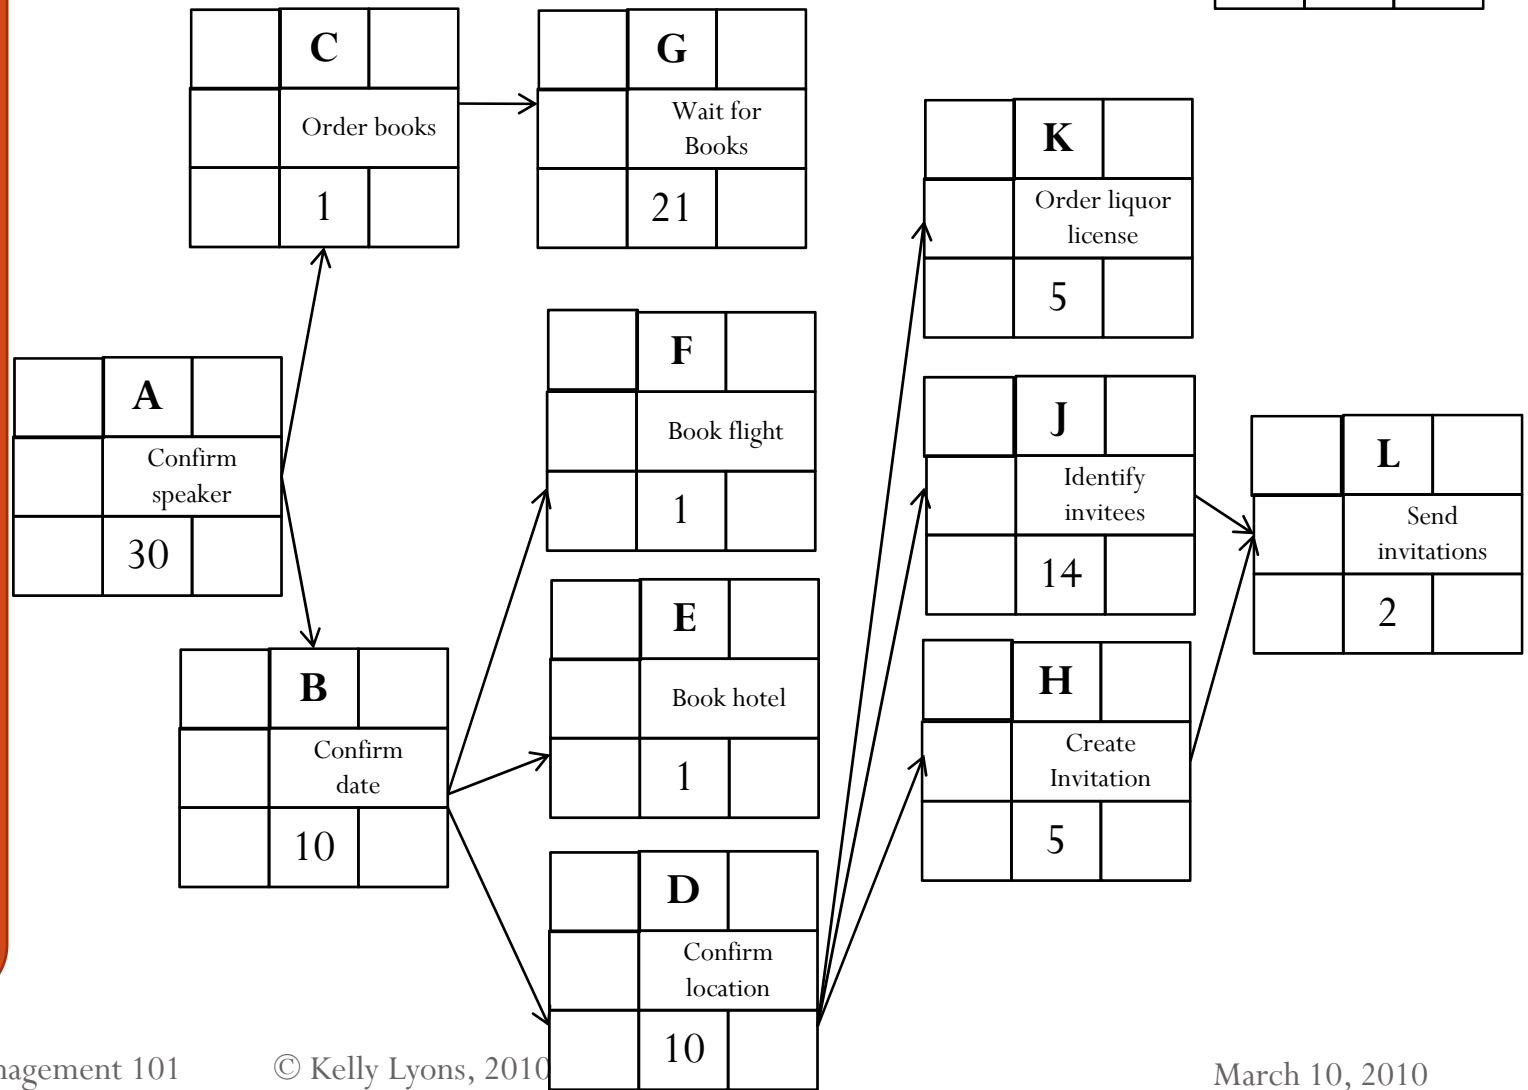 C
Order books
1
G
Wait for
Books
21
K
Order liquor
license
5
A
Confirm
speaker
30
F
Book flight
1
J
Identify
invitees
14
L
Send
invitations
2
B
Confirm
date
10
E
Book hotel
1
H
Create
Invitation
5
D
Confirm
location
10
nagement 101
© Kelly Lyons, 2010
March 10, 2010